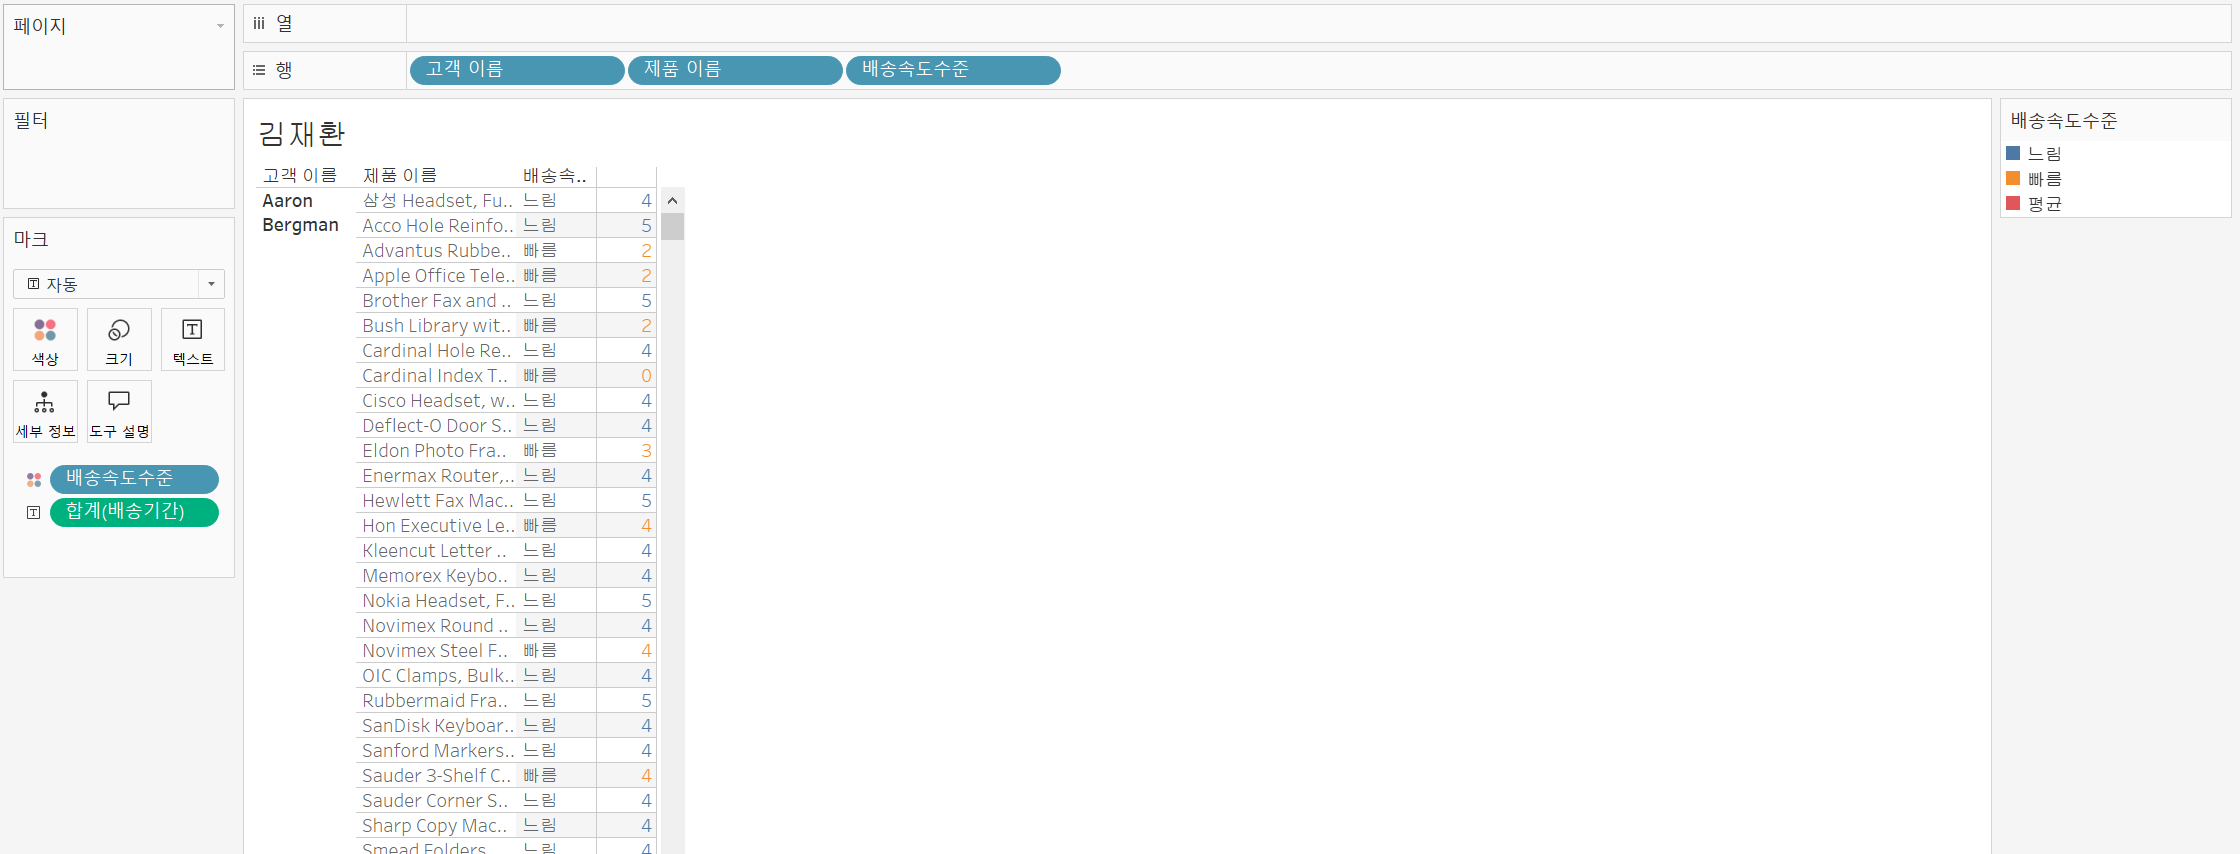 페이지
iii 열
행 고객 이름 제품 이름 배송속도수준
필터
마크
자동
색상 크기 텍스트
세부 정보 도구 설명
배송속도수준
합계(배송기간)
김재환
고객 이름 제품 이름 배송속..
Aaron Bergman 삼성 Headset, Fu.. 느림 4
Acco Hole Reinfo.. 느림 5
Advantus Rubbe.. 빠름 2
Apple Office Tele.. 빠름 2
Brother Fax and .. 느림 5
Bush Library wit.. 빠름 2
Cardinal Hole Re.. 느림 4
Cardinal Index T.. 빠름 0
Cisco Headset, w.. 느림 4
Deflect-O Door S.. 느림 4
Eldon Photo Fra.. 빠름 3
Enermax Router,.. 느림 4
Hewlett Fax Mac.. 느림 5
Hon Executive Le.. 빠름 4
Kleencut Letter .. 느림 4
Memorex Keybo.. 느림 4
Nokia Headset, F.. 느림 5
Novimex Round .. 느림 4
Novimex Steel F.. 빠름 4
OIC Clamps, Bulk.. 느림 4
Rubbermaid Fra.. 느림 5
SanDisk Keyboar.. 느림 4
Sanford Markers.. 느림 4
Sauder 3-Shelf C.. 빠름 4
Sauder Corner S.. 느림 4
Sharp Copy Mac.. 느림 4
Smead Folders 느림 4
배송속도수준
느림
빠름
평균